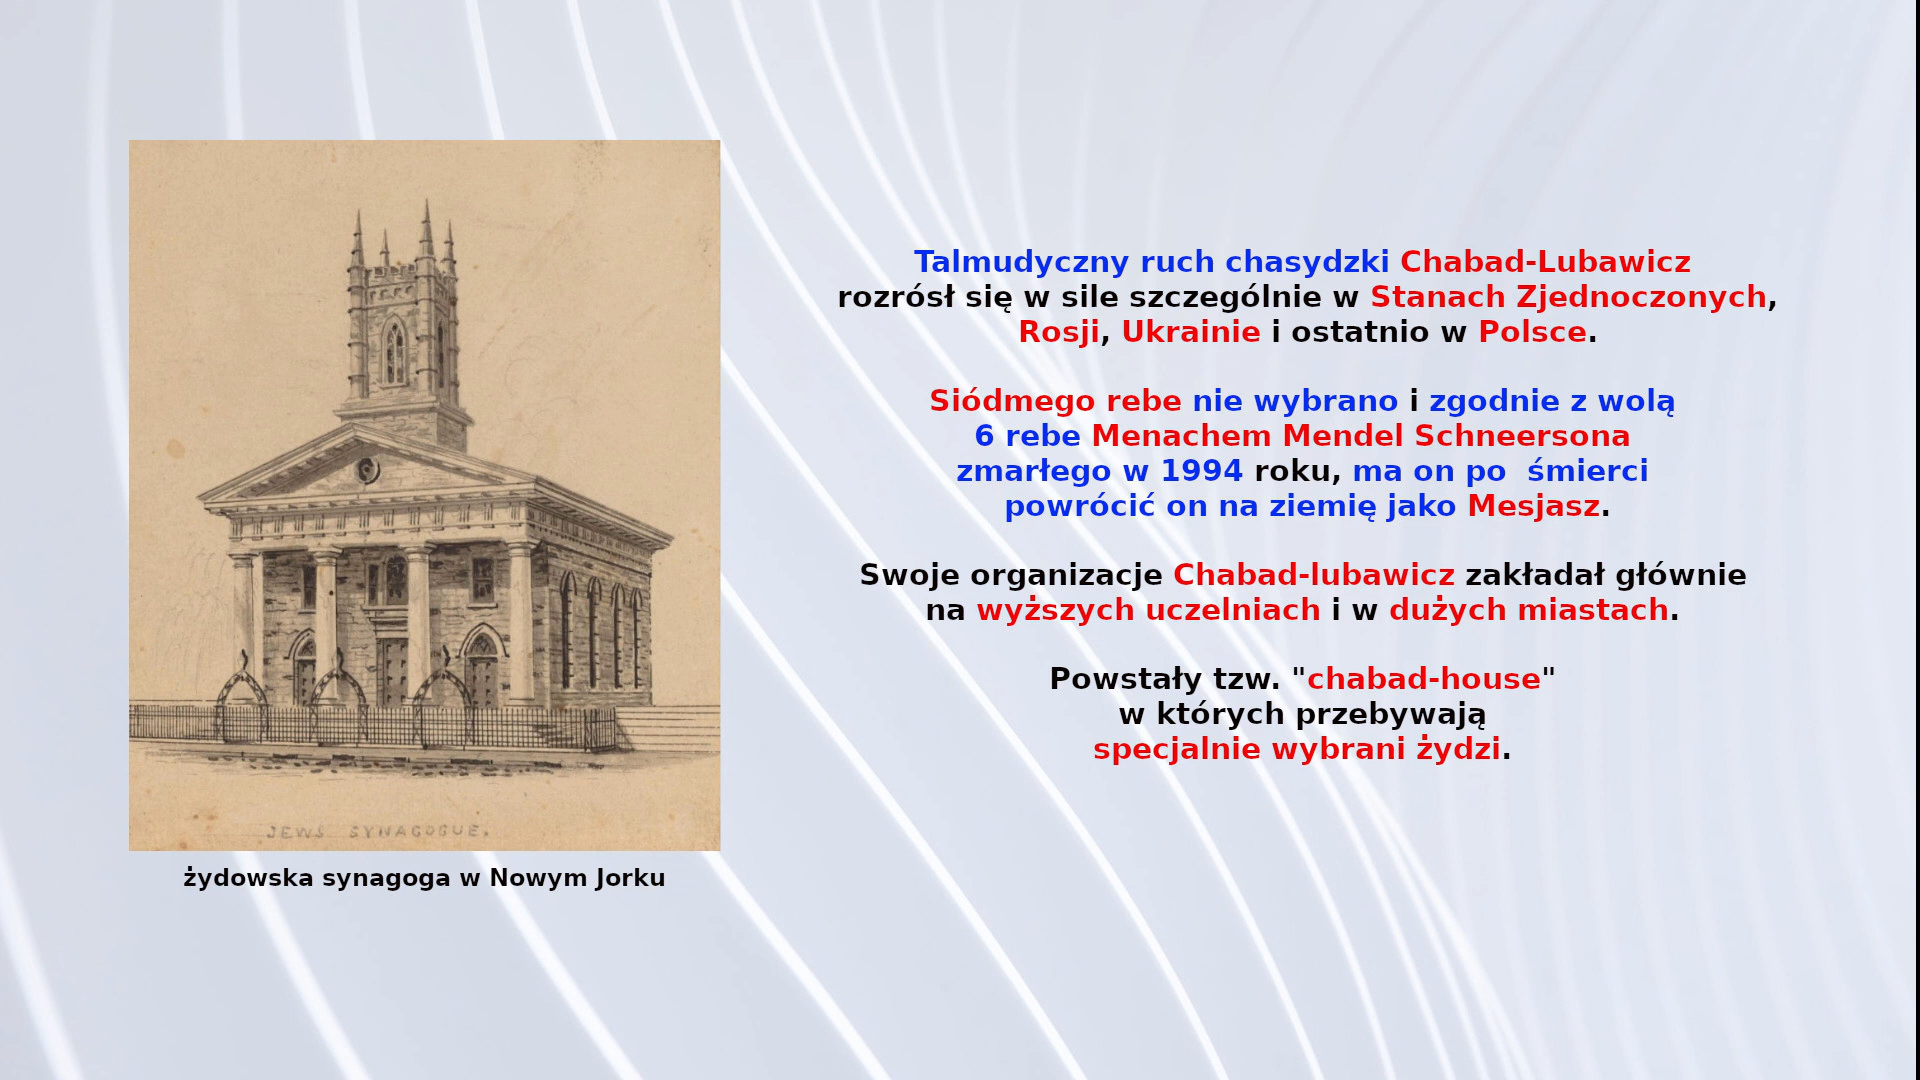 JEWS SYNAGOGUE.
żydowska synagoga w Nowym Jorku
Talmudyczny ruch chasydzki Chabad-Lubawicz
rozrósł się w sile szczególnie w Stanach Zjednoczonych,
Rosji, Ukrainie i ostatnio w Polsce.
Siódmego rebe nie wybrano i zgodnie z wolą
6 rebe Menachem Mendel Schneersona
zmarłego w 1994 roku, ma on po  śmierci
powrócić on na ziemię jako Mesjasz.
Swoje organizacje Chabad-lubawicz zakładał głównie
na wyższych uczelniach i w dużych miastach.
Powstały tzw. "chabad-house"
w których przebywają
specjalnie wybrani żydzi.